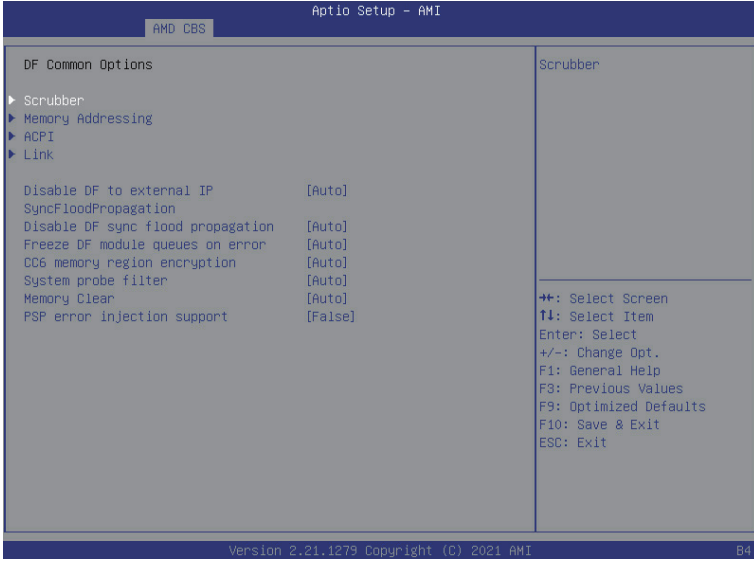 Aptio Setup – AMI
AMD CBS
DF Common Options
Scrubber
Memory Addressing
ACPI
Link
Disable DF to external IP [Auto]
SyncFloodPropagation
Disable DF sync flood propagation [Auto]
Freeze DF module queues on error [Auto]
CC6 memory region encryption [Auto]
System probe filter [Auto]
Memory Clear [Auto]
PSP error injection support [False]
Scrubber
→←: Select Screen
↑↓: Select Item
Enter: Select
+/-: Change Opt.
F1: General Help
F3: Previous Values
F9: Optimized Defaults
F10: Save & Exit
ESC: Exit
Version 2.21.1279 Copyright (C) 2021 AMI
B4